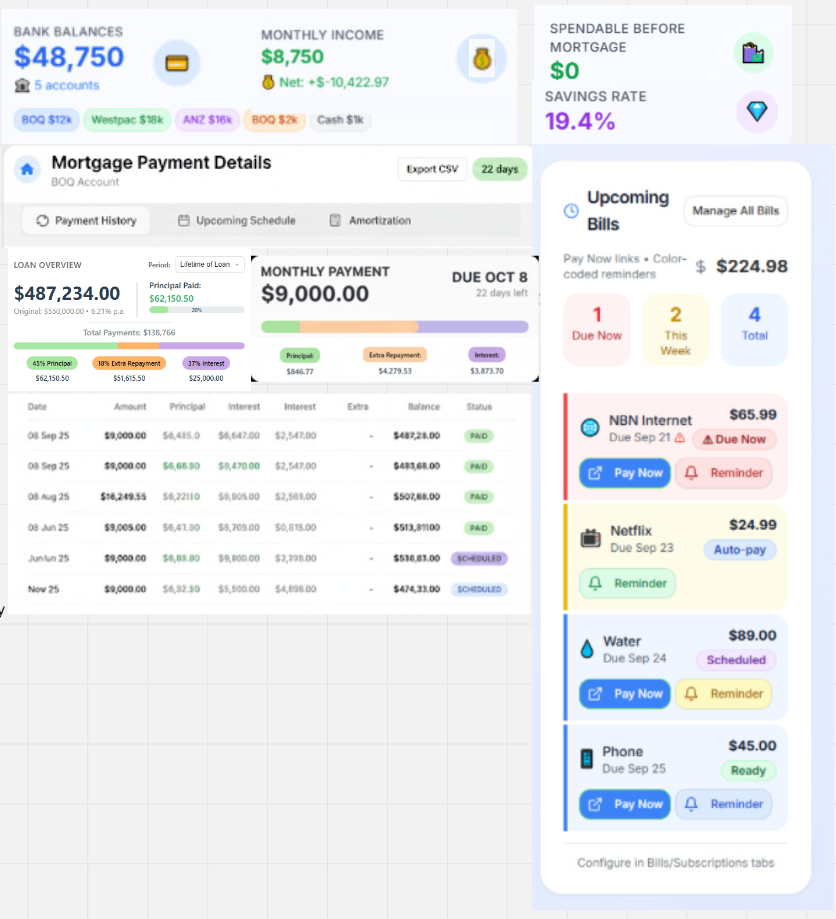 BANK BALANCES
$48,750
5 accounts
MONTHLY INCOME
$8,750
Net: +$-10,422.97
BOQ $12k
Westpac $18k
ANZ $16k
BOQ $2k
Cash $1k
SPENDABLE BEFORE
MORTGAGE
$0
SAVINGS RATE
19.4%
Mortgage Payment Details
BOQ Account
Export CSV
22 days
Payment History
Upcoming Schedule
Amortization
LOAN OVERVIEW
Period:
Lifetime of Loan
$487,234.00
Original: $550,000.00 • 6.21% p.a.
Principal Paid:
$62,150.50
20%
Total Payments: $138,766
45% Principal
18% Extra Repayment
37% Interest
$62,150.50
$51,615.50
$25,000.00
MONTHLY PAYMENT
$9,000.00
DUE OCT 8
22 days left
Principal:
Extra Repayment:
Interest:
$846.77
$4,279.53
$3,873.70
Date Amount Principal Interest Interest Extra Balance Status
08 Sep 25 $9,000.00 $6,485.0 $6,647.00 $2,547.00 - $487,28.00 PAID
08 Sep 25 $9,000.00 $6,68.80 $9,470.00 $2,547.00 - $493,68.00 PAID
08 Aug 25 $16,249.55 $6,22110 $6,805.00 $2,569.00 - $507,68.00 PAID
08 Jun 25 $9,005.00 $6,41.90 $5,709.00 $0,815.00 - $513,81100 PAID
$9,000.00 $6,88.80 $9,800.00 $2,798.00 - $536,83.00 SCHEDULED
Nov 25 $9,000.00 $6,32.50 $5,500.00 $4,898.00 - $474,33.00 SCHEDULED
Upcoming
Bills
Manage All Bills
Pay Now links • Color-
coded reminders
$ $224.98
1
Due Now
2
This
Week
4
Total
NBN Internet
$65.99
Due Sep 21
Due Now
Pay Now
Reminder
Netflix
$24.99
Due Sep 23
Auto-pay
Reminder
Water
$89.00
Due Sep 24
Scheduled
Pay Now
Reminder
Phone
$45.00
Due Sep 25
Ready
Pay Now
Reminder
Configure in Bills/Subscriptions tabs